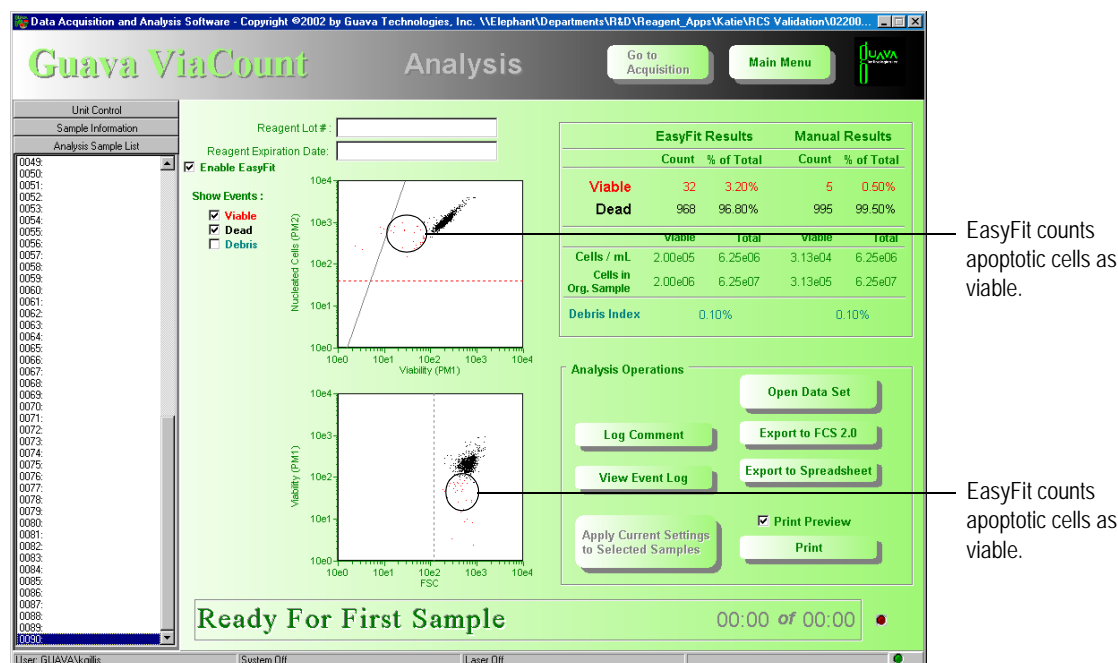 Data Acquisition and Analysis Software - Copyright ©2002 by Guava Technologies, Inc. \\Elephant\Departments\R&D\Reagent_Apps\Katie\RCS Validation\02200...
Guava ViaCount
Analysis
Go to
Acquisition
Main Menu
Guava
Unit Control
Sample Information
Analysis Sample List
0049:
0050:
0051:
0052:
0053:
0054:
0055:
0056:
0057:
0058:
0059:
0060:
0061:
0062:
0063:
0064:
0065:
0066:
0067:
0068:
0069:
0070:
0071:
0072:
0073:
0074:
0075:
0076:
0077:
0078:
0079:
0080:
0081:
0082:
0083:
0084:
0085:
0086:
0087:
0088:
0089:
0090:
Reagent Lot #:
Reagent Expiration Date:
Enable EasyFit
Show Events :
Viable
Dead
Debris
10e4
10e3
10e2
10e1
10e0
Nucleated Cells (PM2)
10e0 10e1 10e2 10e3 10e4
Viability (PM1)
10e4
10e3
10e2
10e1
10e0
Viability (PM1)
10e0 10e1 10e2 10e3 10e4
FSC
EasyFit Results Manual Results
Count % of Total Count % of Total
Viable 32 3.20% 5 0.50%
Dead 968 96.80% 995 99.50%
Viable Total Viable Total
Cells / mL 2.00e05 6.25e06 3.13e04 6.25e06
Cells in
Org. Sample 2.00e06 6.25e07 3.13e05 6.25e07
Debris Index 0.10% 0.10%
Analysis Operations
Open Data Set
Log Comment
Export to FCS 2.0
View Event Log
Export to Spreadsheet
Apply Current Settings
to Selected Samples
Print Preview
Print
EasyFit counts
apoptotic cells as
viable.
EasyFit counts
apoptotic cells as
viable.
Ready For First Sample
00:00 of 00:00
User: GUAVA\kgillis
System Off
Laser Off